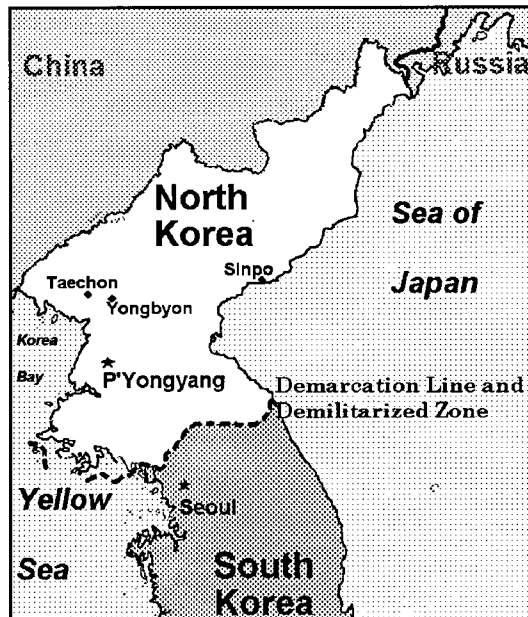 China
Russia
North
Korea
Sea of
Japan
Sinpo
Taechon
Yongbyon
Korea
Bay
P'Yongyang
Demarcation Line and
Demilitarized Zone
Yellow
Sea
Seoul
South
Korea